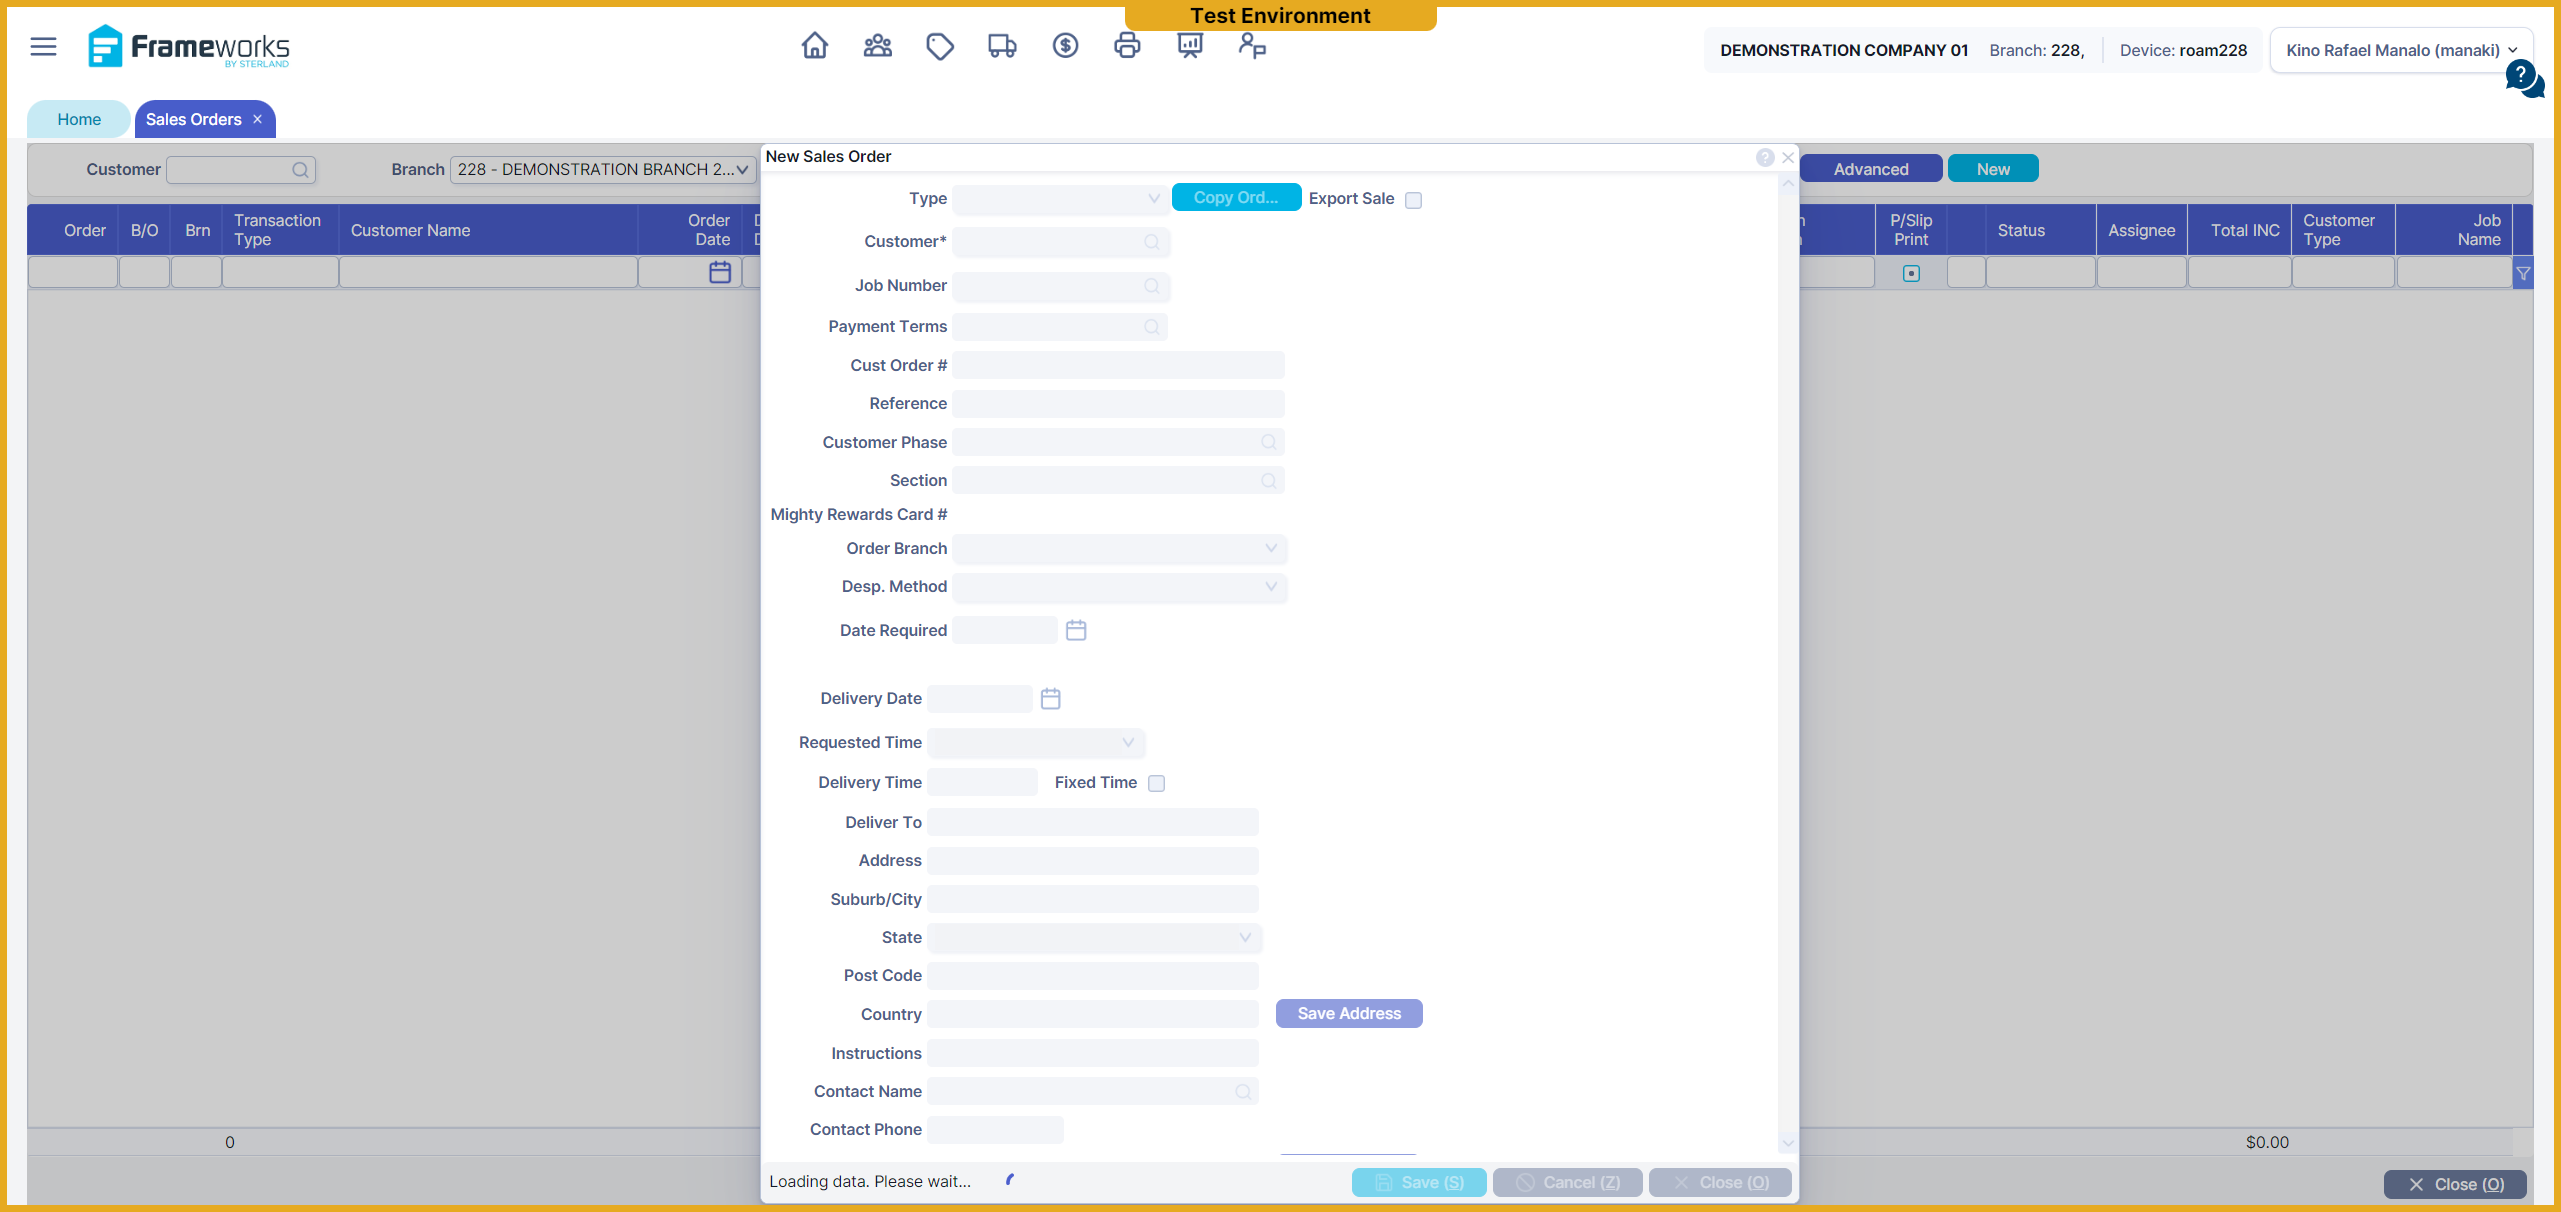 Test Environment
Frameworks
BY STERLAND
DEMONSTRATION COMPANY 01 Branch: 228, Device: roam228 Kino Rafael Manalo (manaki)
?
Home Sales Orders ×
Customer Branch 228 - DEMONSTRATION BRANCH 2... New Sales Order ? Advanced New
Order B/O Brn Transaction Type Customer Name Order Date P/Slip Print Status Assignee Total INC Customer Type Job Name
Type Copy Ord... Export Sale
Customer*
Job Number
Payment Terms
Cust Order #
Reference
Customer Phase
Section
Mighty Rewards Card #
Order Branch
Desp. Method
Date Required
Delivery Date
Requested Time
Delivery Time Fixed Time
Deliver To
Address
Suburb/City
State
Post Code
Country Save Address
Instructions
Contact Name
Contact Phone
0 $0.00
Loading data. Please wait... Save (S) Cancel (Z) Close (O) Close (O)